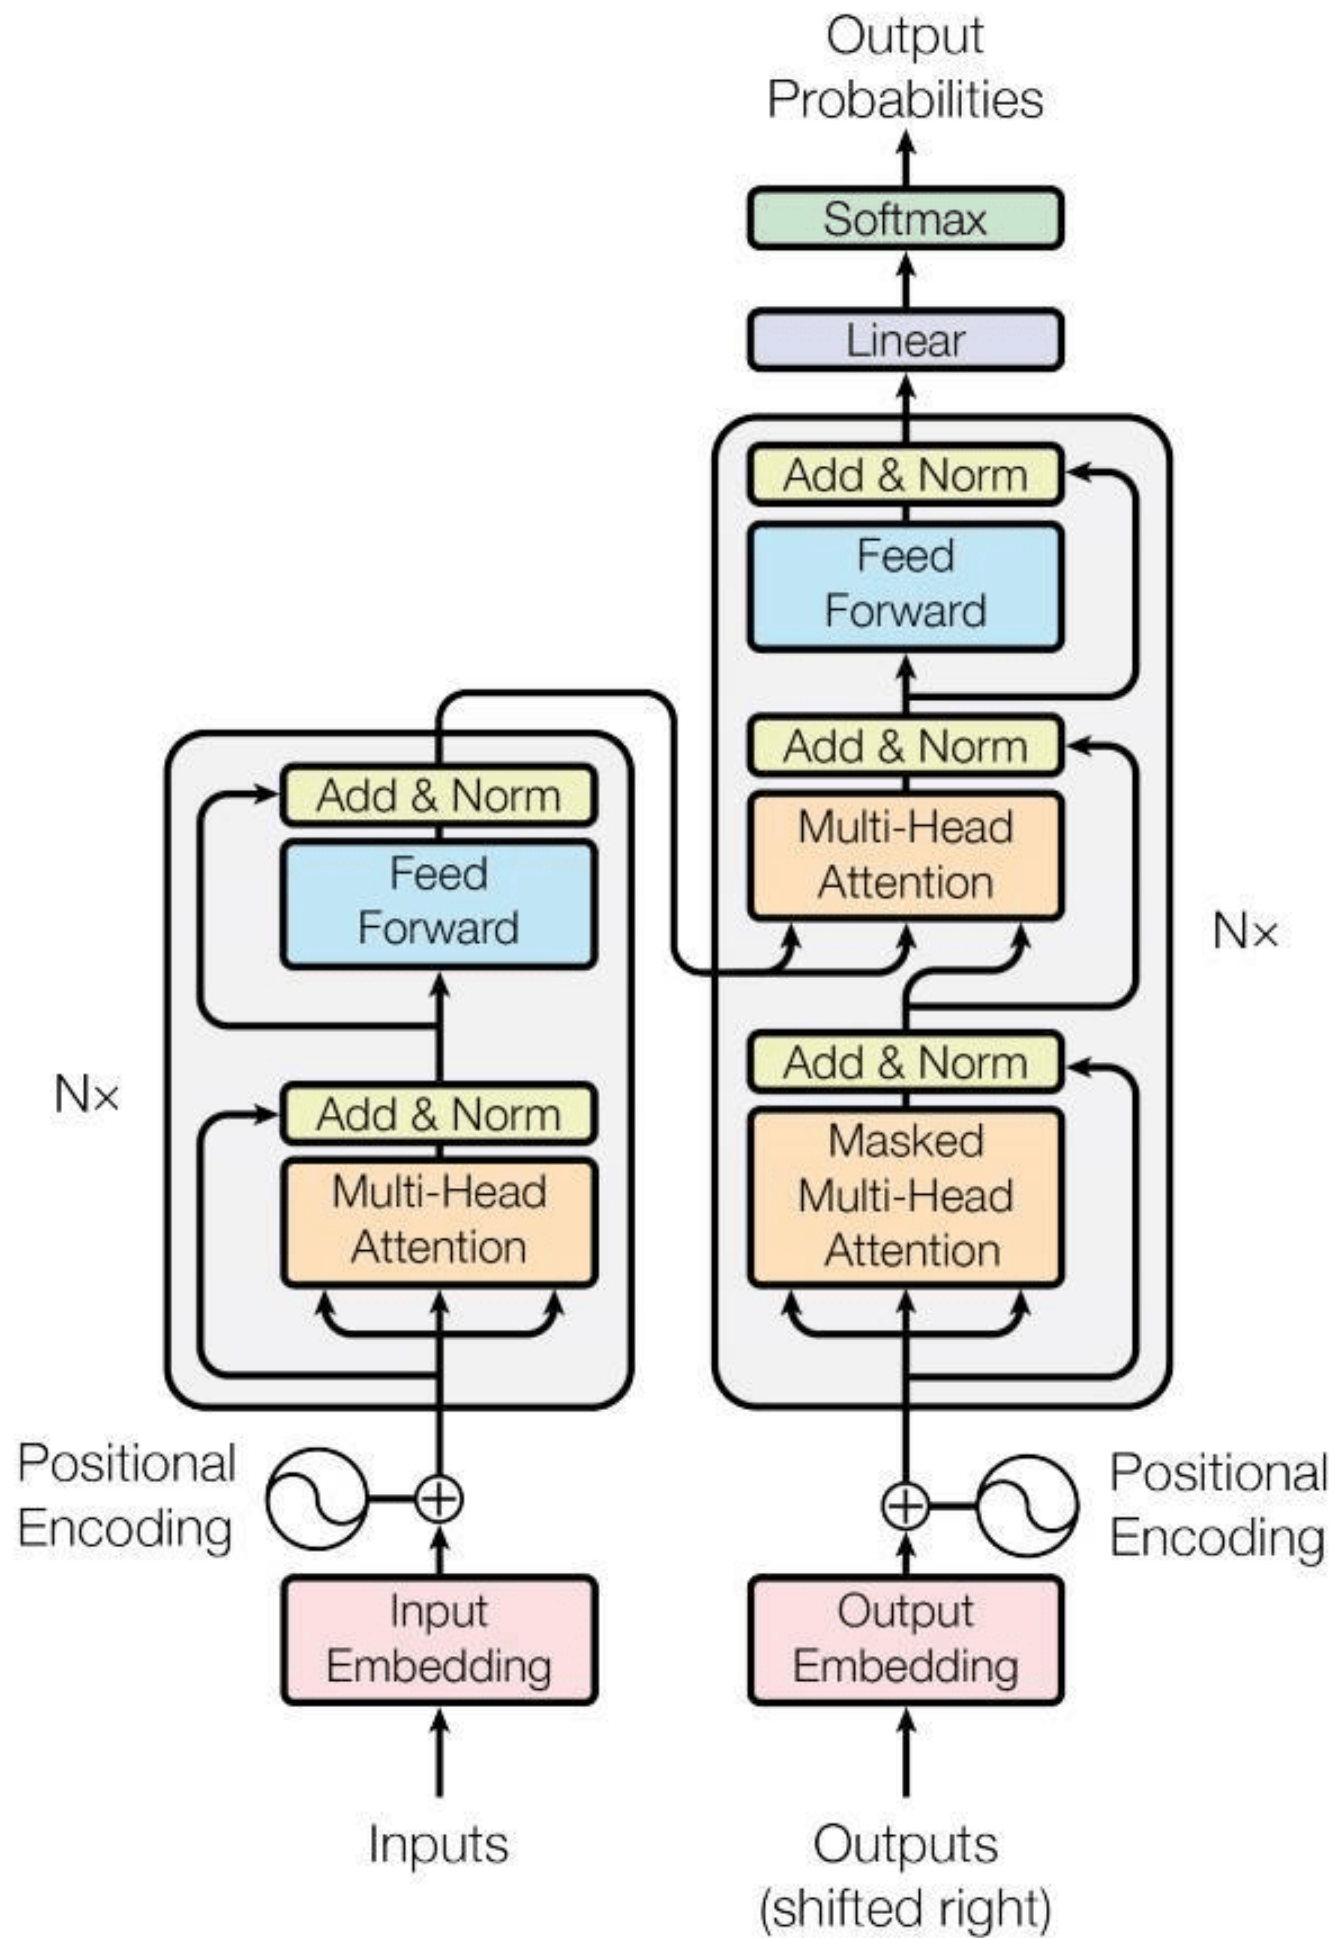 Output
Probabilities
Softmax
Linear
Add & Norm
Feed
Forward
Add & Norm
Multi-Head
Attention
Add & Norm
Masked
Multi-Head
Attention
Nx
Add & Norm
Feed
Forward
Add & Norm
Multi-Head
Attention
Nx
Positional
Encoding
Positional
Encoding
Input
Embedding
Output
Embedding
Inputs
Outputs
(shifted right)